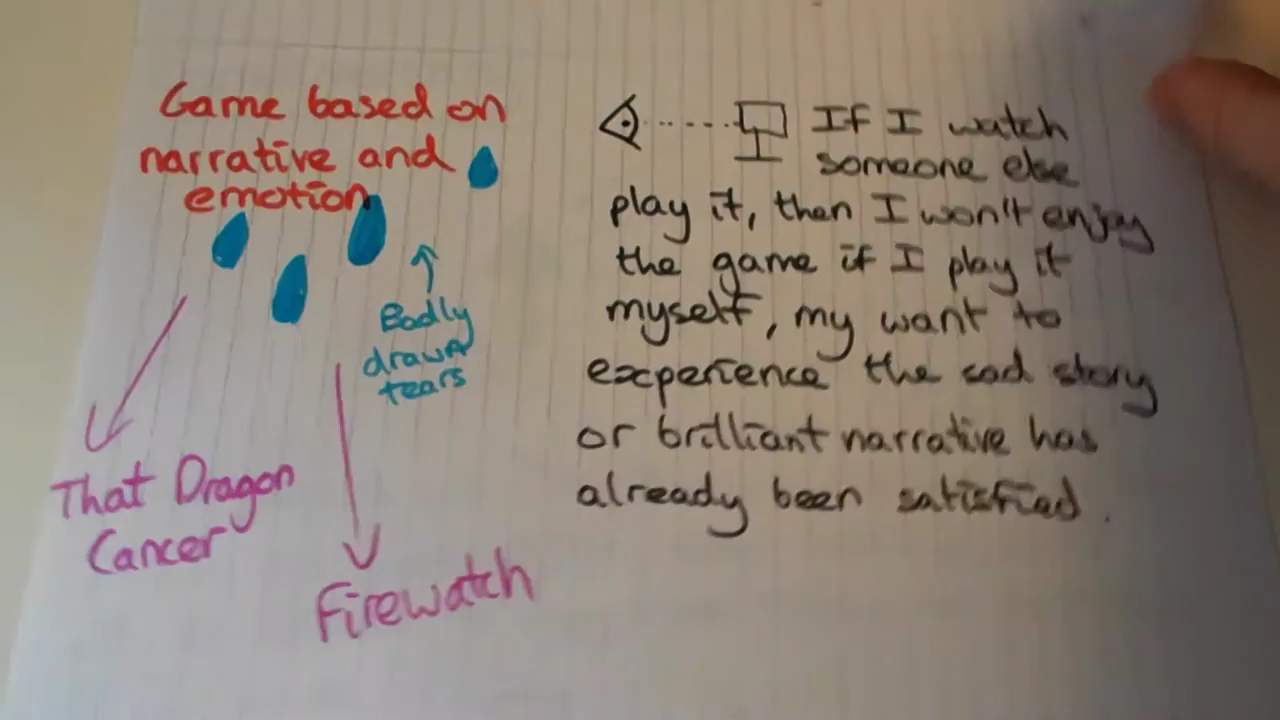 Game based on
narrative and
emotion
Badly
drawn
tears
That Dragon
Cancer
Firewatch
If I watch
someone else
play it, then I won't enjoy
the game if I play it
myself, my want to
experience the sad story
or brilliant narrative has
already been satisfied.